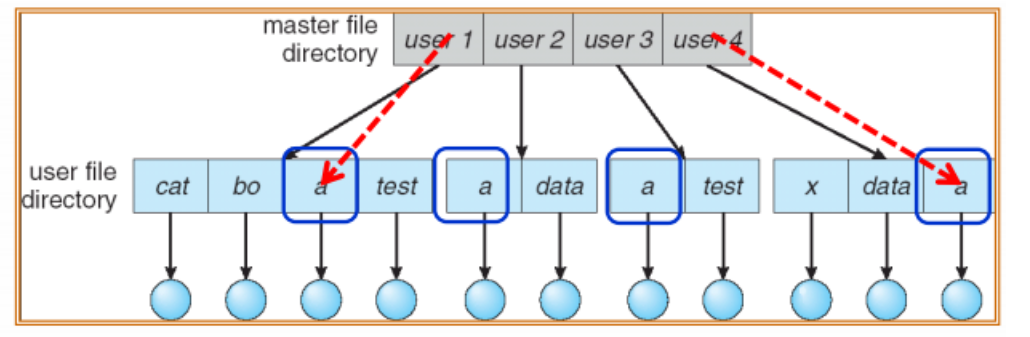 master file
directory
user 1 user 2 user 3 user 4
user file
directory
cat bo a test a data a test x data a